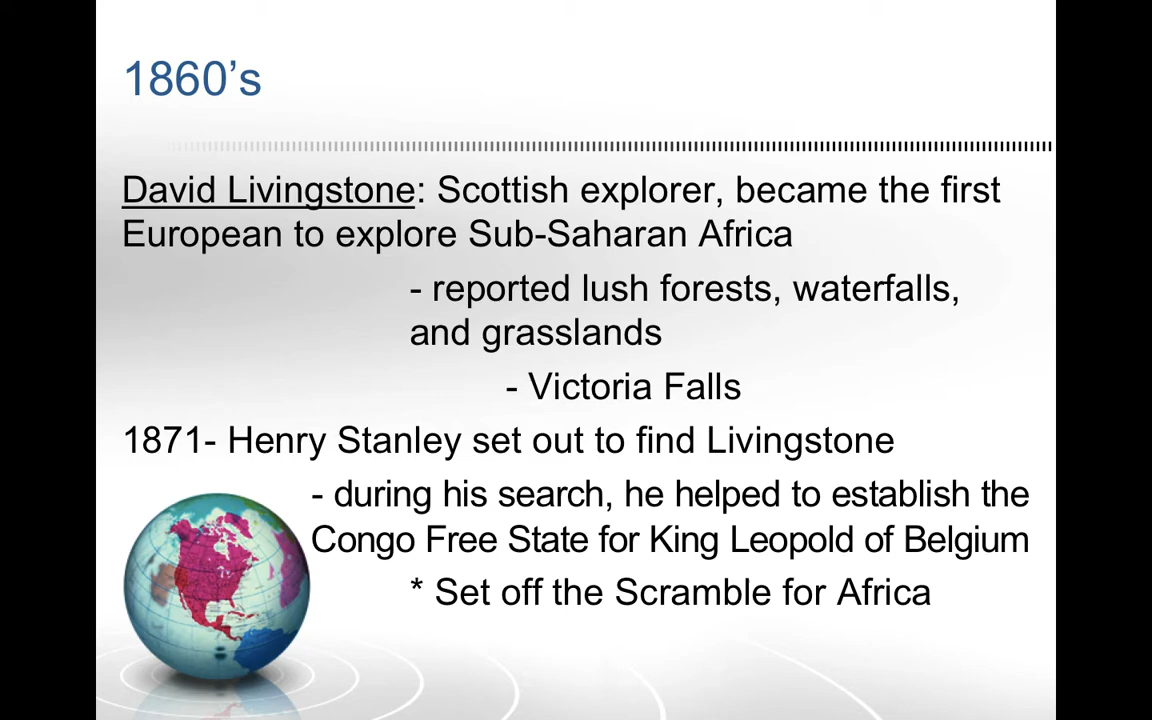 1860’s
David Livingstone: Scottish explorer, became the first
European to explore Sub-Saharan Africa
- reported lush forests, waterfalls,
and grasslands
- Victoria Falls
1871- Henry Stanley set out to find Livingstone
- during his search, he helped to establish the
Congo Free State for King Leopold of Belgium
* Set off the Scramble for Africa